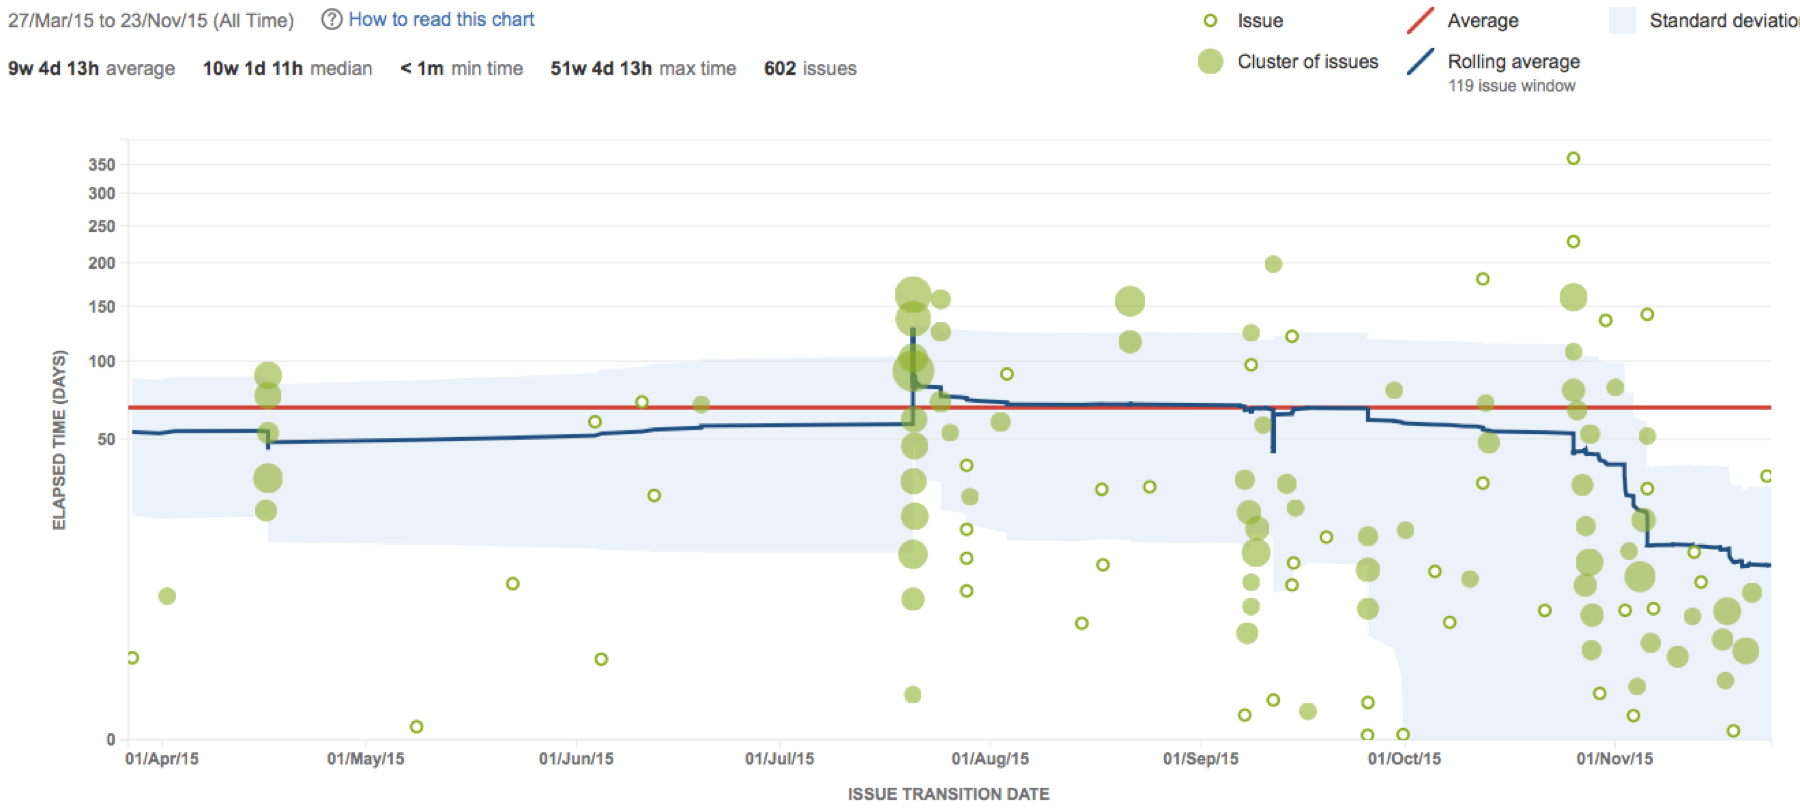 27/Mar/15 to 23/Nov/15 (All Time) ? How to read this chart
9w 4d 13h average 10w 1d 11h median < 1m min time 51w 4d 13h max time 602 issues
Issue Average Standard deviation
Cluster of issues Rolling average
119 issue window
350
300
250
200
150
100
50
0
ELAPSED TIME (DAYS)
01/Apr/15 01/May/15 01/Jun/15 01/Jul/15 01/Aug/15 01/Sep/15 01/Oct/15 01/Nov/15
ISSUE TRANSITION DATE